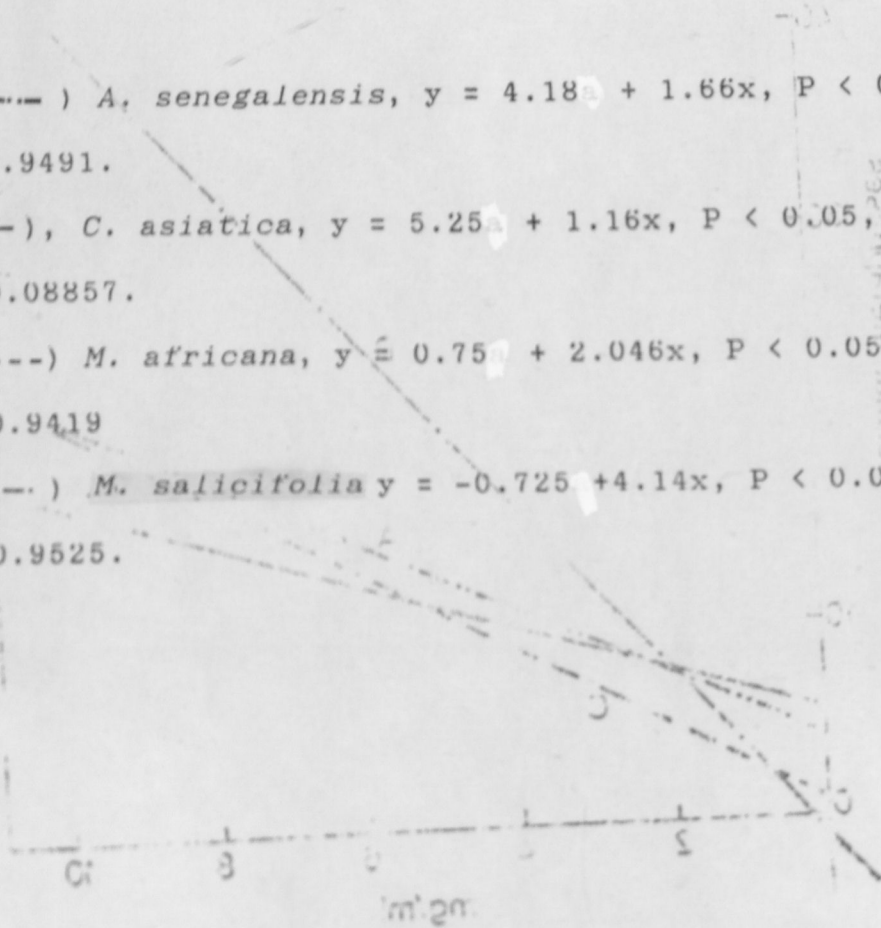 ) A. senegalensis, y = 4.18 + 1.66x, P <
.9491.
-), C. asiatica, y = 5.25 + 1.16x, P < 0.05,
.08857.
--) M. africana, y = 0.75 + 2.046x, P < 0.05
.9419
) M. salicifolia y = -0.725 +4.14x, P < 0.0
.9525.